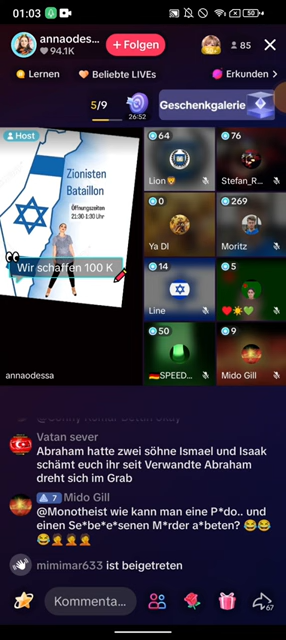 01:03
50
annaodes...
94.1K
+ Folgen
85
Lernen
Beliebte LIVEs
Erkunden
5/9
26:52
Geschenkgalerie
Host
Zionisten
Bataillon
Öffnungszeiten
21:30-1:30 Uhr
Wir schaffen 100 K
annaodessa
64
Lion🦁
76
Stefan_R...
0
Ya DI
269
Moritz
14
Line
5
❤️☀️💚
50
🇩🇪SPEED...
9
Mido Gill
Vatan sever
Abraham hatte zwei söhne Ismael und Isaak
schämt euch ihr seit Verwandte Abraham
dreht sich im Grab
7 Mido Gill
@Monotheist wie kann man eine P*do.. und
einen Se*be*e*senen M*rder a*beten? 😂😂
😂🤦🤦🤦
mimimar633 ist beigetreten
Kommenta...
67